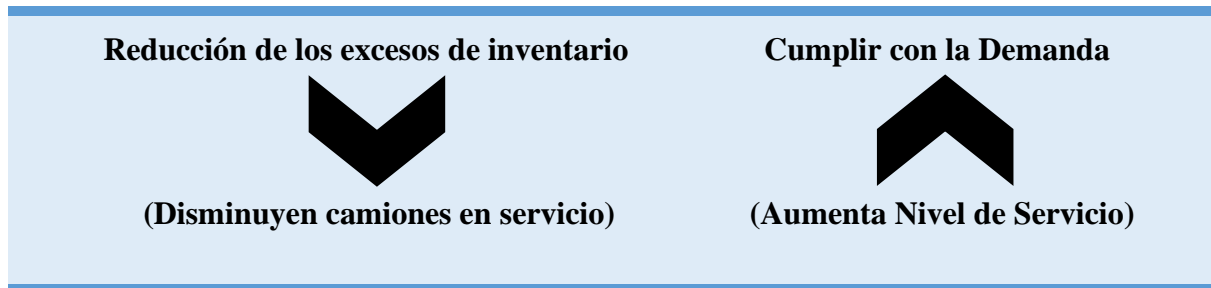 Reducción de los excesos de inventario
Cumplir con la Demanda
(Disminuyen camiones en servicio)
(Aumenta Nivel de Servicio)